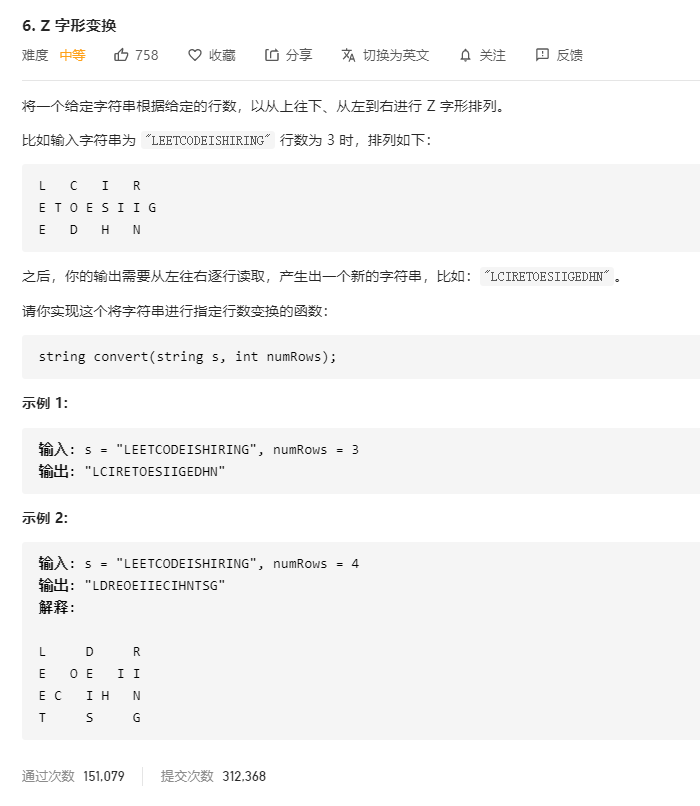 6. Z 字形变换
难度 中等 758 收藏 分享 切换为英文 关注 反馈
将一个给定字符串根据给定的行数，以从上往下、从左到右进行 Z 字形排列。
比如输入字符串为 "LEETCODEISHIRING" 行数为 3 时，排列如下：
L   C   I   R
E T O E S I I G
E   D   H   N
之后，你的输出需要从左往右逐行读取，产生出一个新的字符串，比如："LCIRETOESIIGEDHN"。
请你实现这个将字符串进行指定行数变换的函数：
string convert(string s, int numRows);
示例 1:
输入: s = "LEETCODEISHIRING", numRows = 3
输出: "LCIRETOESIIGEDHN"
示例 2:
输入: s = "LEETCODEISHIRING", numRows = 4
输出: "LDREOEIIECIHNTSG"
解释:
L     D     R
E   O E   I I
E C   I H   N
T     S     G
通过次数 151,079 提交次数 312,368